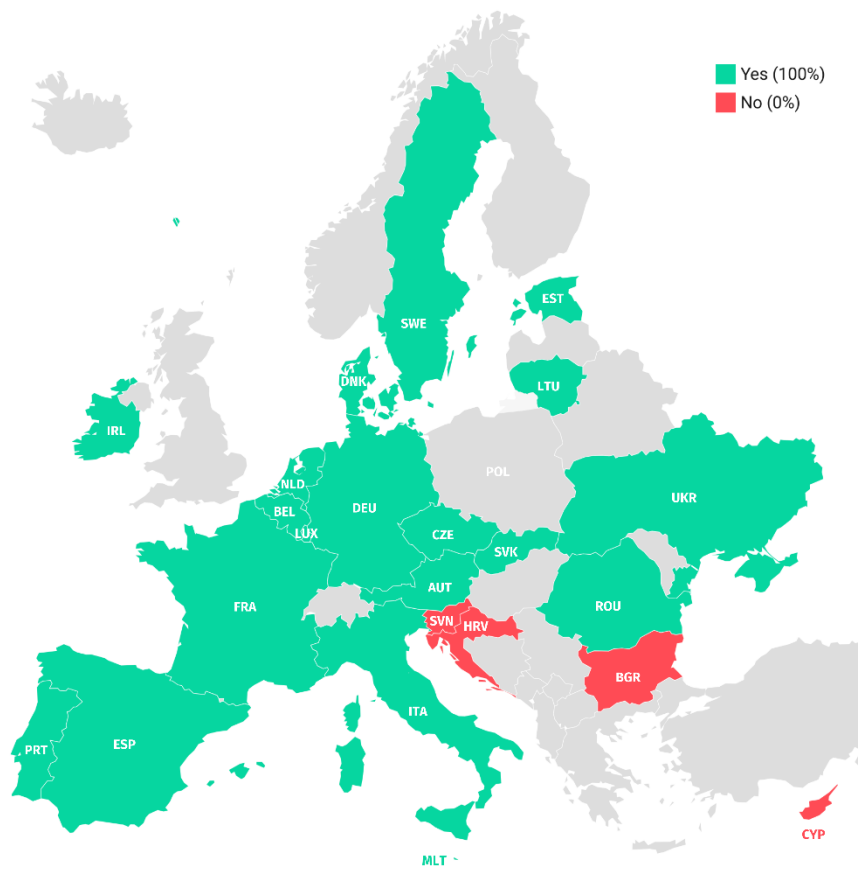 Yes (100%)
No (0%)
EST
SWE
DNK
LTU
IRL
POL
NLD
DEU
UKR
BEL
LUX
CZE
SVK
AUT
FRA
ROU
SVN
HRV
BGR
ITA
PRT
ESP
CYP
MLT